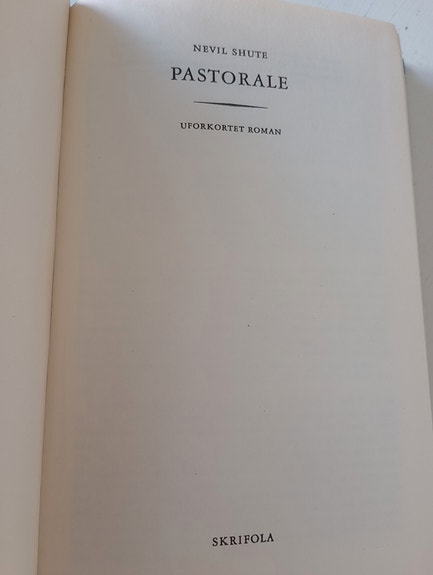 NEVIL SHUTE
PASTORALE
UFORKORTET ROMAN
SKRIFOLA